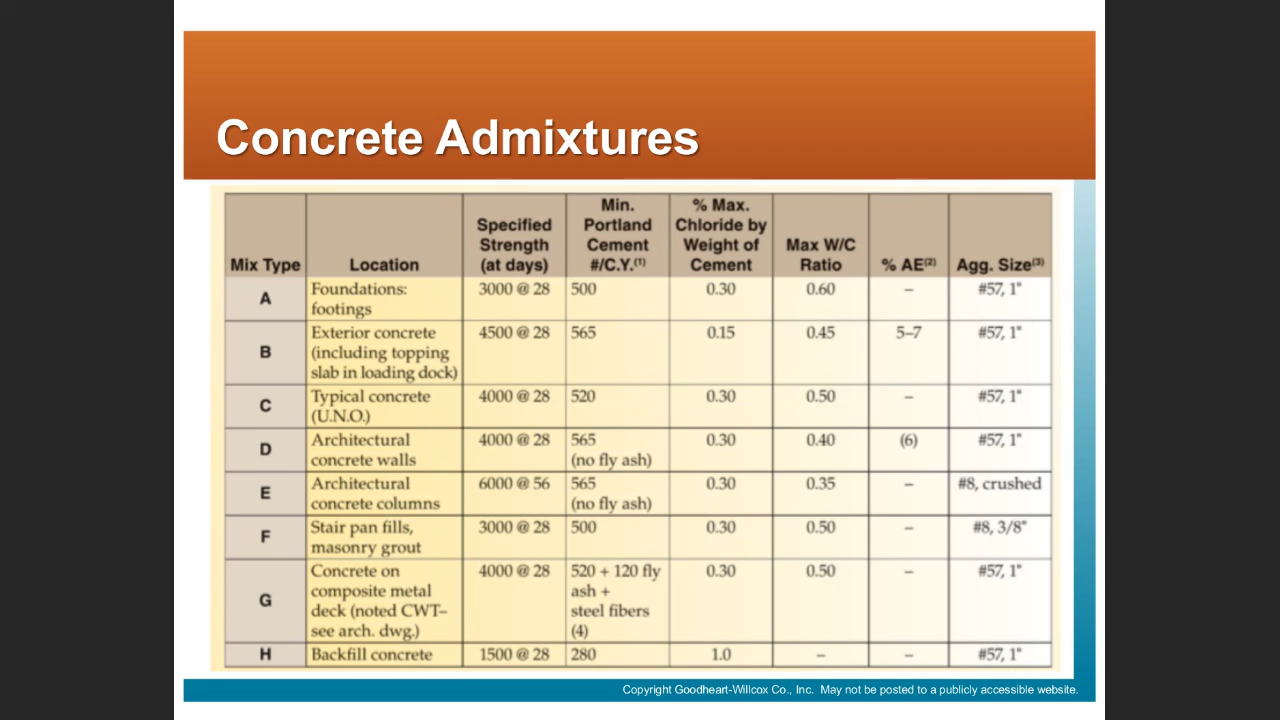 Concrete Admixtures
Mix Type | Location | Specified Strength (at days) | Min. Portland Cement #/C.Y.(1) | % Max. Chloride by Weight of Cement | Max W/C Ratio | % AE(2) | Agg. Size(3)
A | Foundations: footings | 3000 @ 28 | 500 | 0.30 | 0.60 | – | #57, 1"
B | Exterior concrete (including topping slab in loading dock) | 4500 @ 28 | 565 | 0.15 | 0.45 | 5–7 | #57, 1"
C | Typical concrete (U.N.O.) | 4000 @ 28 | 520 | 0.30 | 0.50 | – | #57, 1"
D | Architectural concrete walls | 4000 @ 28 | 565 (no fly ash) | 0.30 | 0.40 | (6) | #57, 1"
E | Architectural concrete columns | 6000 @ 56 | 565 (no fly ash) | 0.30 | 0.35 | – | #8, crushed
F | Stair pan fills, masonry grout | 3000 @ 28 | 500 | 0.30 | 0.50 | – | #8, 3/8"
G | Concrete on composite metal deck (noted CWT– see arch. dwg.) | 4000 @ 28 | 520 + 120 fly ash + steel fibers (4) | 0.30 | 0.50 | – | #57, 1"
H | Backfill concrete | 1500 @ 28 | 280 | 1.0 | – | – | #57, 1"
Copyright Goodheart-Willcox Co., Inc. May not be posted to a publicly accessible website.